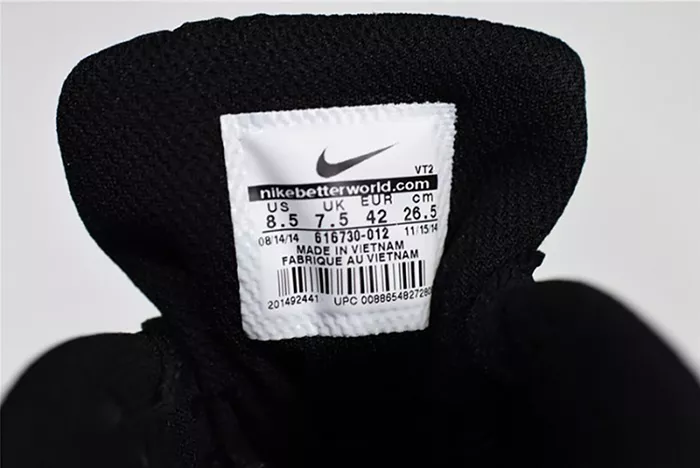 VT2
nikebetterworld.com
US UK EUR cm
8.5 7.5 42 26.5
08/14/14 616730-012 11/15/14
MADE IN VIETNAM
FABRIQUE AU VIETNAM
201492441 UPC 0088654827280